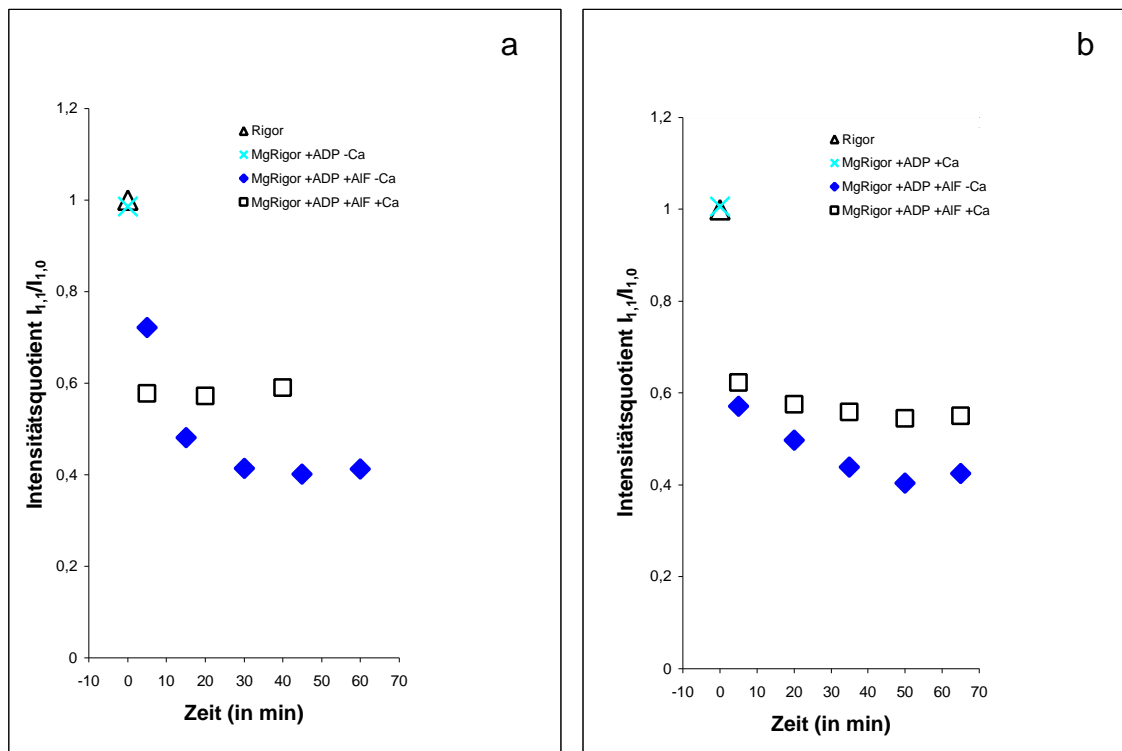 a
1,2
1
0,8
0,6
0,4
0,2
0
-10 0 10 20 30 40 50 60 70
Zeit (in min)
Intensitätsquotient I1,1/I1,0
Rigor
MgRigor +ADP -Ca
MgRigor +ADP +AlF -Ca
MgRigor +ADP +AlF +Ca
b
1,2
1
0,8
0,6
0,4
0,2
0
-10 0 10 20 30 40 50 60 70
Zeit (in min)
Intensitätsquotient I1,1/I1,0
Rigor
MgRigor +ADP +Ca
MgRigor +ADP +AlF -Ca
MgRigor +ADP +AlF +Ca